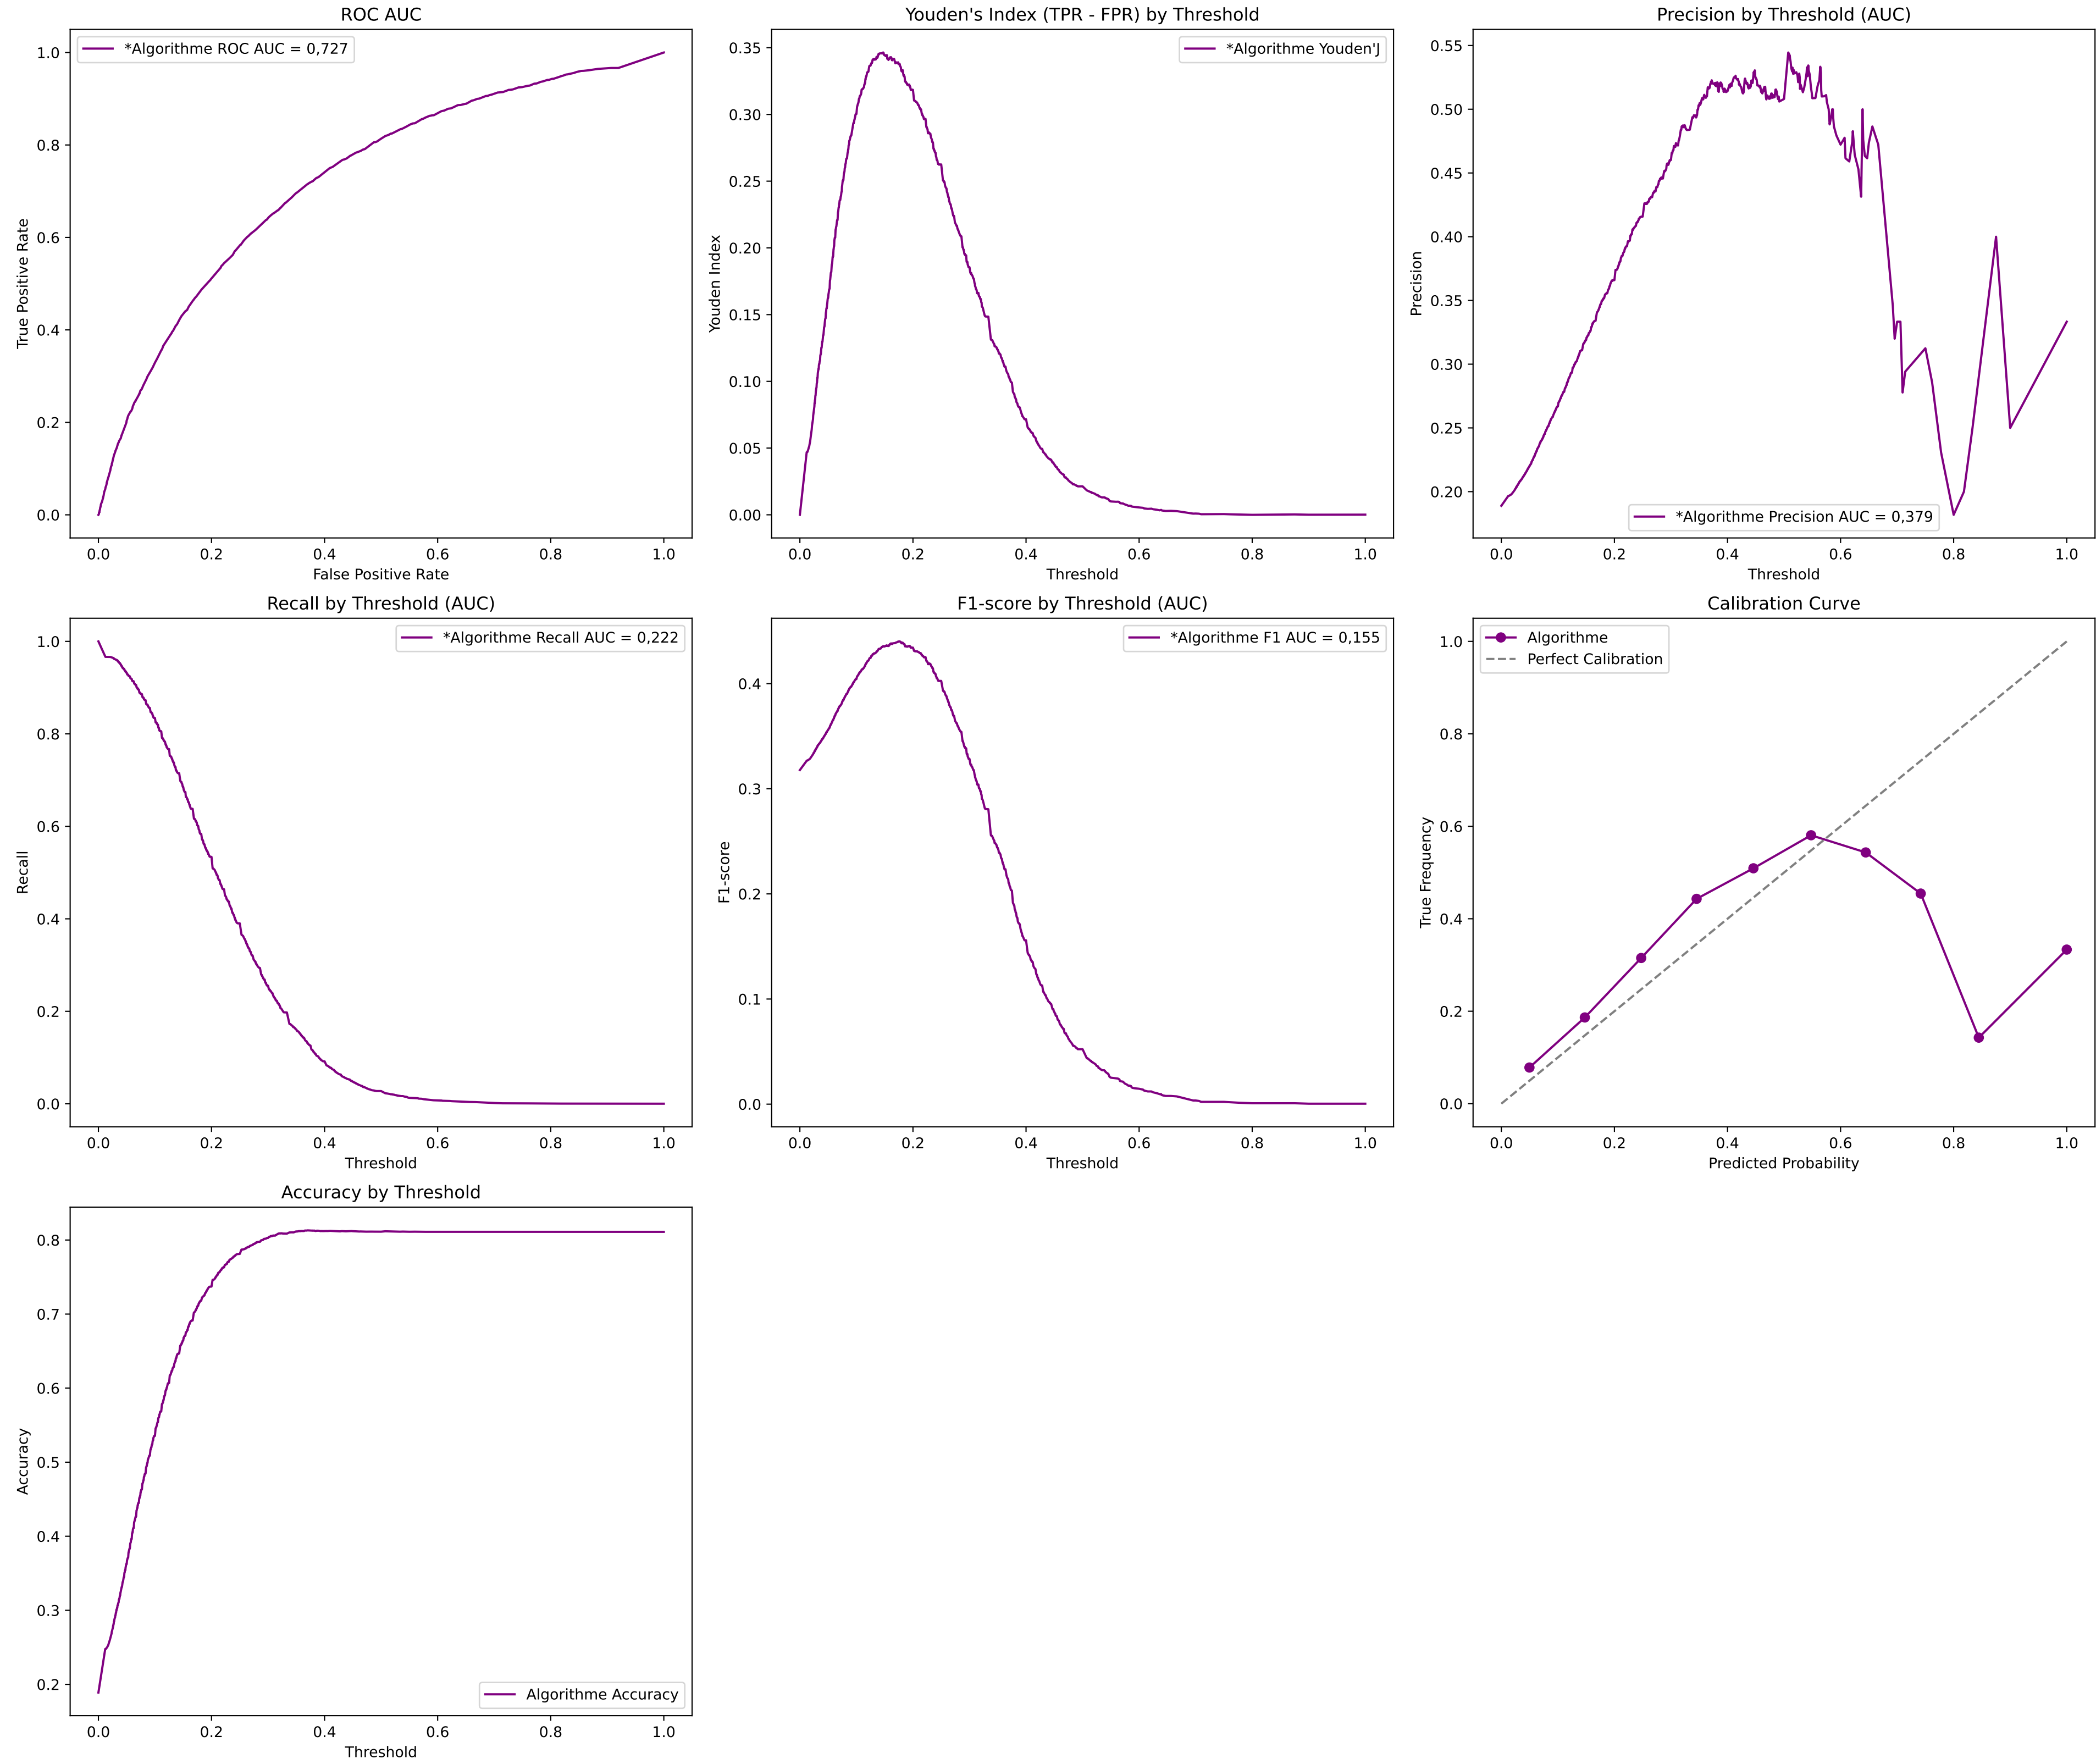 ROC AUC
*Algorithme ROC AUC = 0,727
True Positive Rate
1.0
0.8
0.6
0.4
0.2
0.0
0.0 0.2 0.4 0.6 0.8 1.0
False Positive Rate
Youden's Index (TPR - FPR) by Threshold
*Algorithme Youden'J
Youden Index
0.35
0.30
0.25
0.20
0.15
0.10
0.05
0.00
0.0 0.2 0.4 0.6 0.8 1.0
Threshold
Precision by Threshold (AUC)
Precision
0.55
0.50
0.45
0.40
0.35
0.30
0.25
0.20
*Algorithme Precision AUC = 0,379
0.0 0.2 0.4 0.6 0.8 1.0
Threshold
Recall by Threshold (AUC)
*Algorithme Recall AUC = 0,222
Recall
1.0
0.8
0.6
0.4
0.2
0.0
0.0 0.2 0.4 0.6 0.8 1.0
Threshold
F1-score by Threshold (AUC)
*Algorithme F1 AUC = 0,155
F1-score
0.4
0.3
0.2
0.1
0.0
0.0 0.2 0.4 0.6 0.8 1.0
Threshold
Calibration Curve
Algorithme
Perfect Calibration
True Frequency
1.0
0.8
0.6
0.4
0.2
0.0
0.0 0.2 0.4 0.6 0.8 1.0
Predicted Probability
Accuracy by Threshold
Accuracy
0.8
0.7
0.6
0.5
0.4
0.3
0.2
Algorithme Accuracy
0.0 0.2 0.4 0.6 0.8 1.0
Threshold